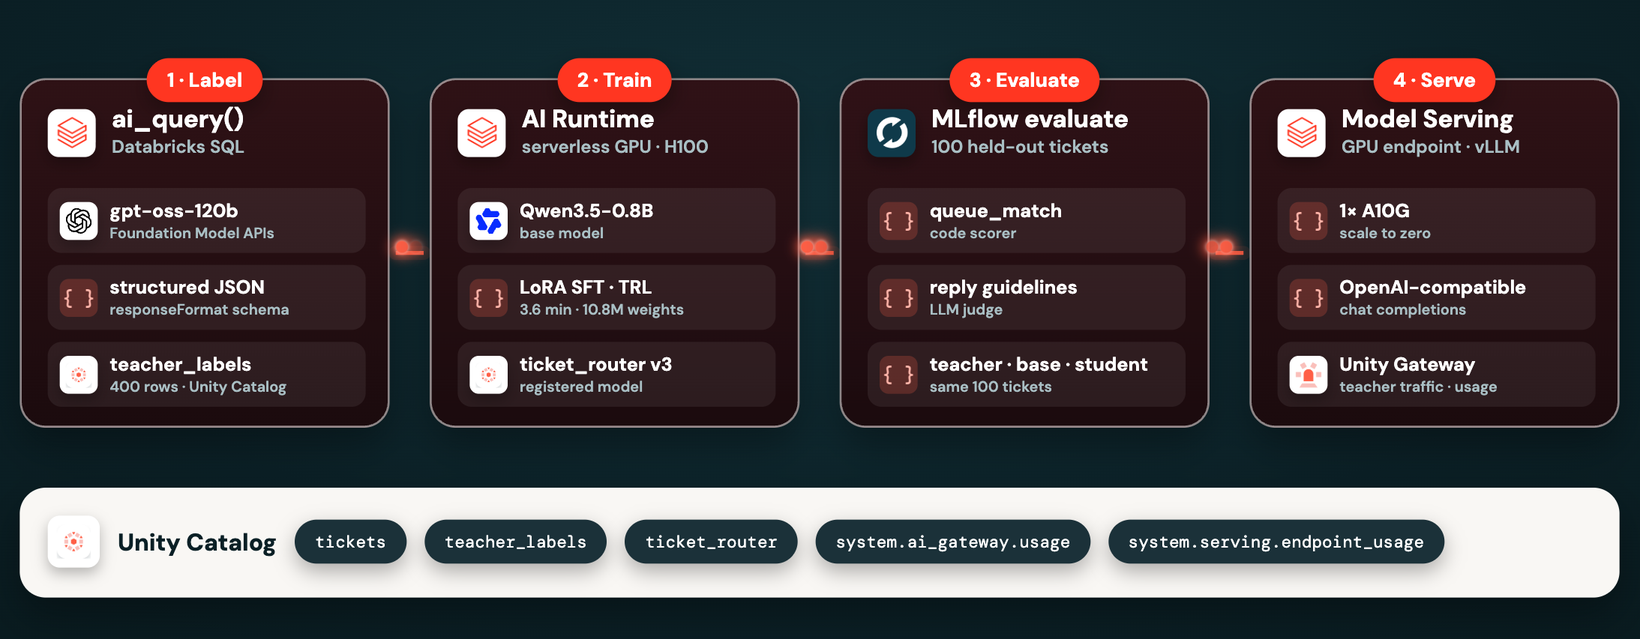 1 · Label
ai_query()
Databricks SQL
gpt-oss-120b
Foundation Model APIs
{ }
structured JSON
responseFormat schema
teacher_labels
400 rows · Unity Catalog
2 · Train
AI Runtime
serverless GPU · H100
Qwen3.5-0.8B
base model
{ }
LoRA SFT · TRL
3.6 min · 10.8M weights
ticket_router v3
registered model
3 · Evaluate
MLflow evaluate
100 held-out tickets
{ }
queue_match
code scorer
{ }
reply guidelines
LLM judge
{ }
teacher · base · student
same 100 tickets
4 · Serve
Model Serving
GPU endpoint · vLLM
{ }
1× A10G
scale to zero
{ }
OpenAI-compatible
chat completions
Unity Gateway
teacher traffic · usage
Unity Catalog
tickets
teacher_labels
ticket_router
system.ai_gateway.usage
system.serving.endpoint_usage